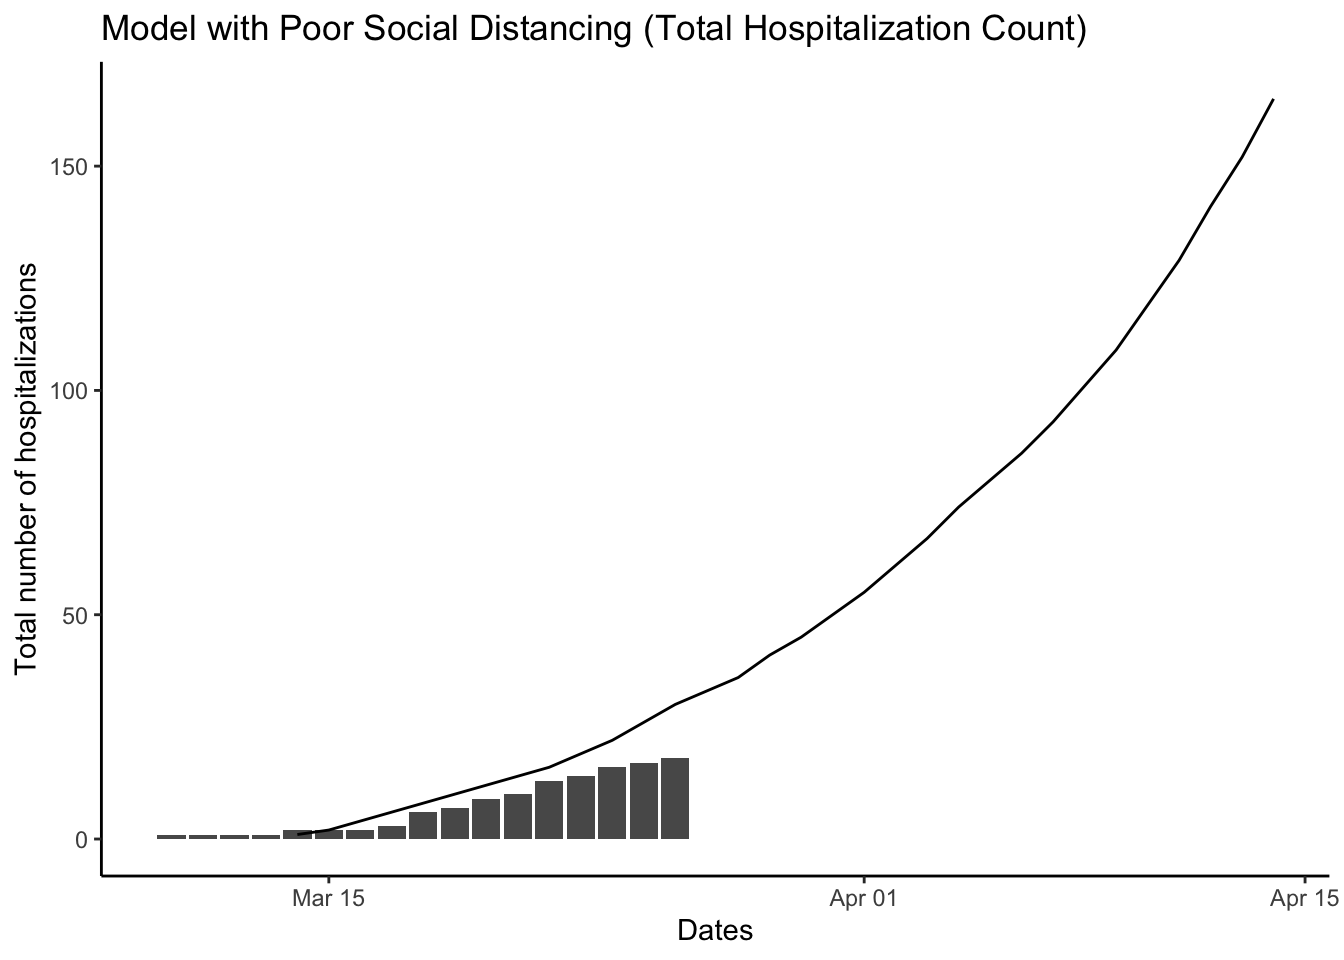 Model with Poor Social Distancing (Total Hospitalization Count)
Total number of hospitalizations
150
100
50
0
Mar 15
Apr 01
Apr 15
Dates